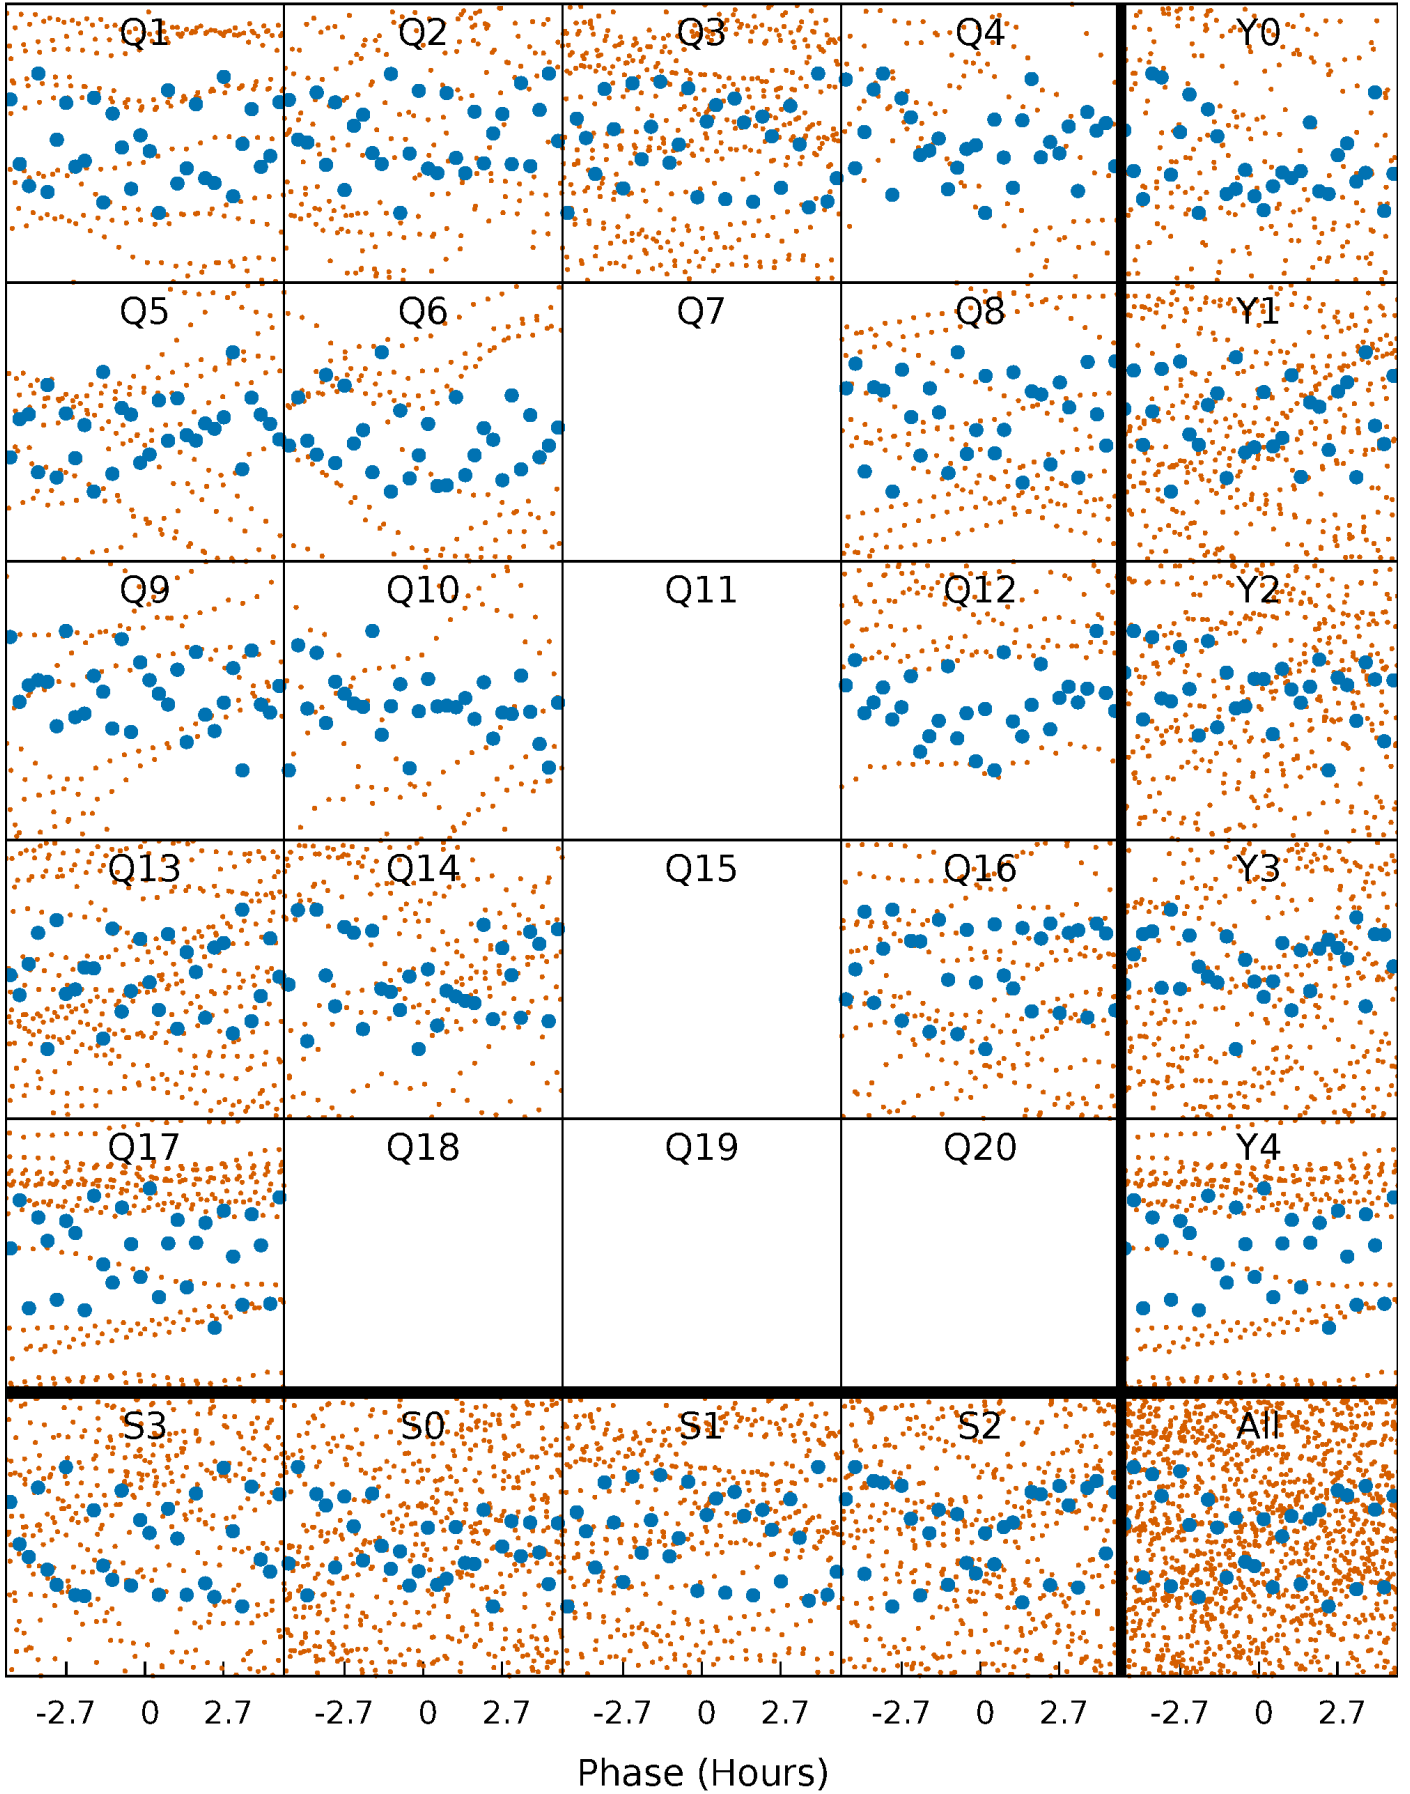 Q1 Q2 Q3 Q4 Y0
Q5 Q6 Q7 Q8 Y1
Q9 Q10 Q11 Q12 Y2
Q13 Q14 Q15 Q16 Y3
Q17 Q18 Q19 Q20 Y4
S3 S0 S1 S2 All
-2.7 0 2.7 -2.7 0 2.7 -2.7 0 2.7 -2.7 0 2.7 -2.7 0 2.7
Phase (Hours)